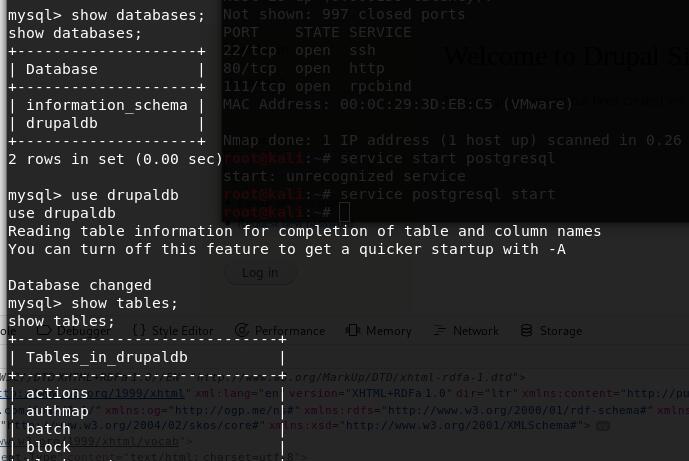 mysql> show databases;
show databases;
+--------------------+
| Database           |
+--------------------+
| information_schema |
| drupaldb           |
+--------------------+
2 rows in set (0.00 sec)
mysql> use drupaldb
use drupaldb
Reading table information for completion of table and column names
You can turn off this feature to get a quicker startup with -A
Database changed
mysql> show tables;
show tables;
+-----------------------------+
| Tables_in_drupaldb          |
+-----------------------------+
| actions                     |
| authmap                     |
| batch                       |
| block                       |
Not shown: 997 closed ports
PORT    STATE SERVICE
22/tcp  open  ssh
80/tcp  open  http
111/tcp open  rpcbind
MAC Address: 00:0C:29:3D:EB:C5 (VMware)
Nmap done: 1 IP address (1 host up) scanned in 0.26
root@kali:~# service start postgresql
start: unrecognized service
root@kali:~# service postgresql start
root@kali:~#
Welcome to Drupal Si
Log in
Debugger {} Style Editor Performance Memory Network Storage
"http://www.w3.org/MarkUp/DTD/xhtml-rdfa-1.dtd">
org/1999/xhtml" xml:lang="en" version="XHTML+RDFa 1.0" dir="ltr" xmlns:content="http://pu
xmlns:og="http://ogp.me/ns#" xmlns:rdfs="http://www.w3.org/2000/01/rdf-schema#"
"http://www.w3.org/2004/02/skos/core#" xmlns:xsd="http://www.w3.org/2001/XMLSchema#">
org/1999/xhtml/vocab">
content="text/html; charset=utf-8">